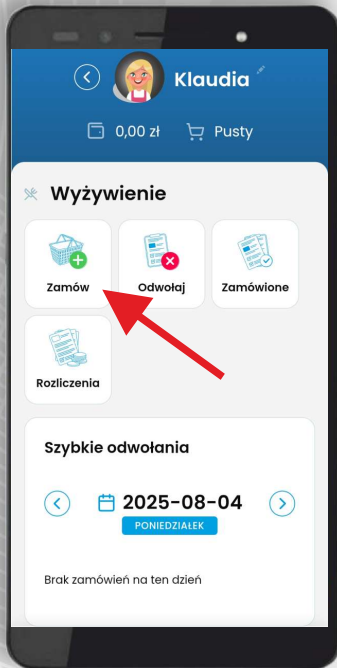 Klaudia
0,00 zł Pusty
Wyżywienie
Zamów Odwołaj Zamówione
Rozliczenia
Szybkie odwołania
2025-08-04
PONIEDZIAŁEK
Brak zamówień na ten dzień